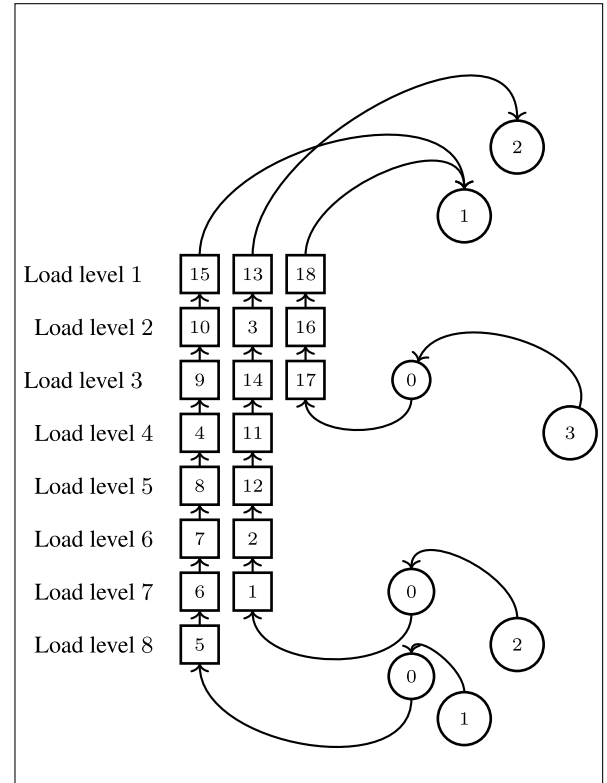 2
1
Load level 1 15 13 18
Load level 2 10 3 16
Load level 3 9 14 17 0
Load level 4 4 11 3
Load level 5 8 12
Load level 6 7 2
Load level 7 6 1 0
Load level 8 5 2
0
1